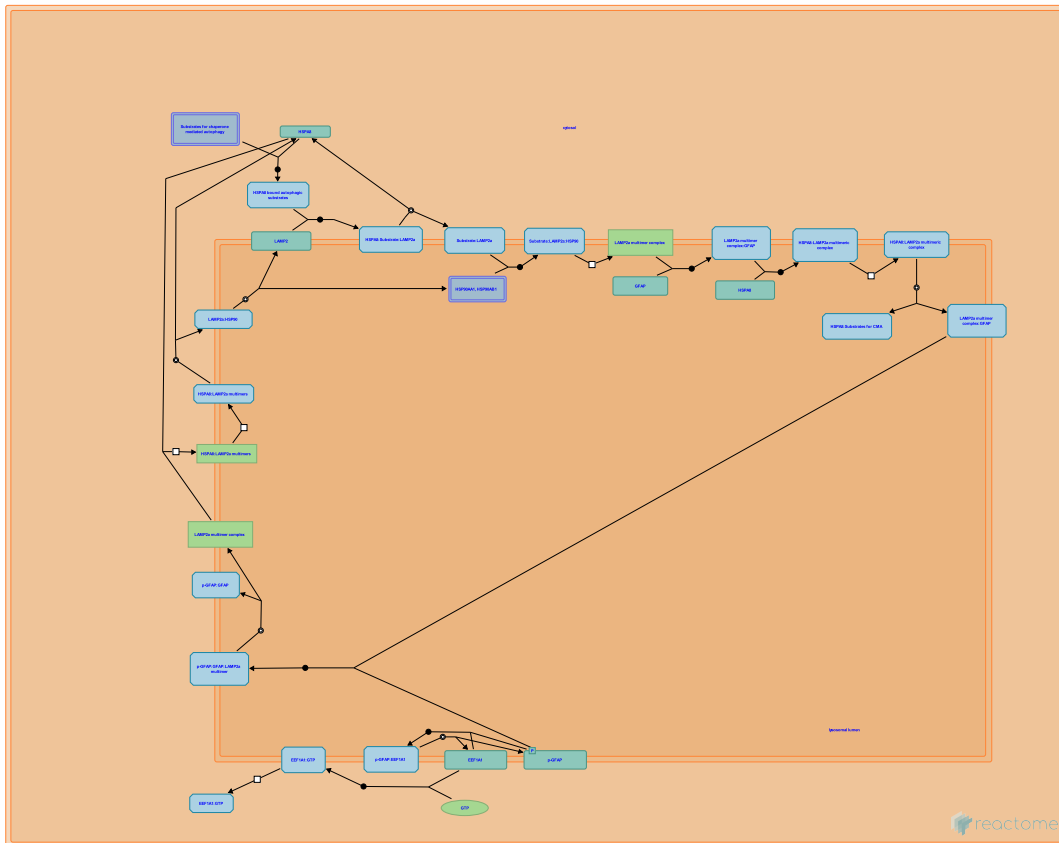 Substrates for chaperone
mediated autophagy
HSPA8
cytosol
HSPA8 bound autophagic
substrates
LAMP2
HSPA8:Substrate:LAMP2a
Substrate:LAMP2a
Substrate:LAMP2a:HSP90
LAMP2a multimer complex
LAMP2a multimer
complex:GFAP
HSPA8:LAMP2a multimeric
complex
HSPA8:LAMP2a multimeric
complex
HSP90AA1, HSP90AB1
GFAP
HSPA8
LAMP2a:HSP90
HSPA8:Substrates for CMA
LAMP2a multimer
complex:GFAP
HSPA8:LAMP2a multimers
HSPA8:LAMP2a multimers
LAMP2a multimer complex
p-GFAP:GFAP
p-GFAP:GFAP:LAMP2a
multimer
lysosomal lumen
P
EEF1A1:GTP
p-GFAP:EEF1A1
EEF1A1
p-GFAP
EEF1A1:GTP
GTP
reactome